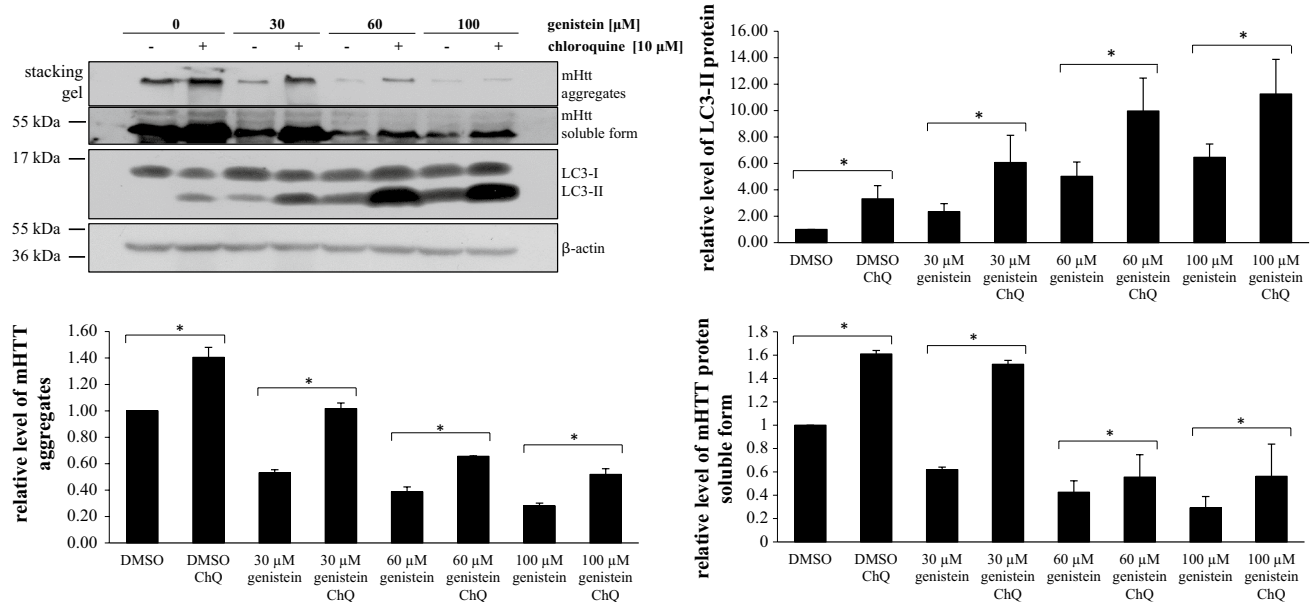 0 30 60 100 genistein [µM]
- + - + - + - + chloroquine [10 µM]
stacking
gel
mHtt
aggregates
55 kDa
mHtt
soluble form
17 kDa
LC3-I
LC3-II
55 kDa
36 kDa
β-actin
relative level of LC3-II protein
16.00
14.00
12.00
10.00
8.00
6.00
4.00
2.00
0.00
* * * *
DMSO DMSO 30 µM 30 µM 60 µM 60 µM 100 µM 100 µM
ChQ genistein genistein genistein genistein genistein genistein
ChQ ChQ ChQ
relative level of mHTT
aggregates
1.60
1.40
1.20
1.00
0.80
0.60
0.40
0.20
0.00
* * * *
DMSO DMSO 30 µM 30 µM 60 µM 60 µM 100 µM 100 µM
ChQ genistein genistein genistein genistein genistein genistein
ChQ ChQ ChQ
relative level of mHTT proten
soluble form
1.8
1.6
1.4
1.2
1
0.8
0.6
0.4
0.2
0
* * * *
DMSO DMSO 30 µM 30 µM 60 µM 60 µM 100 µM 100 µM
ChQ genistein genistein genistein genistein genistein genistein
ChQ ChQ ChQ